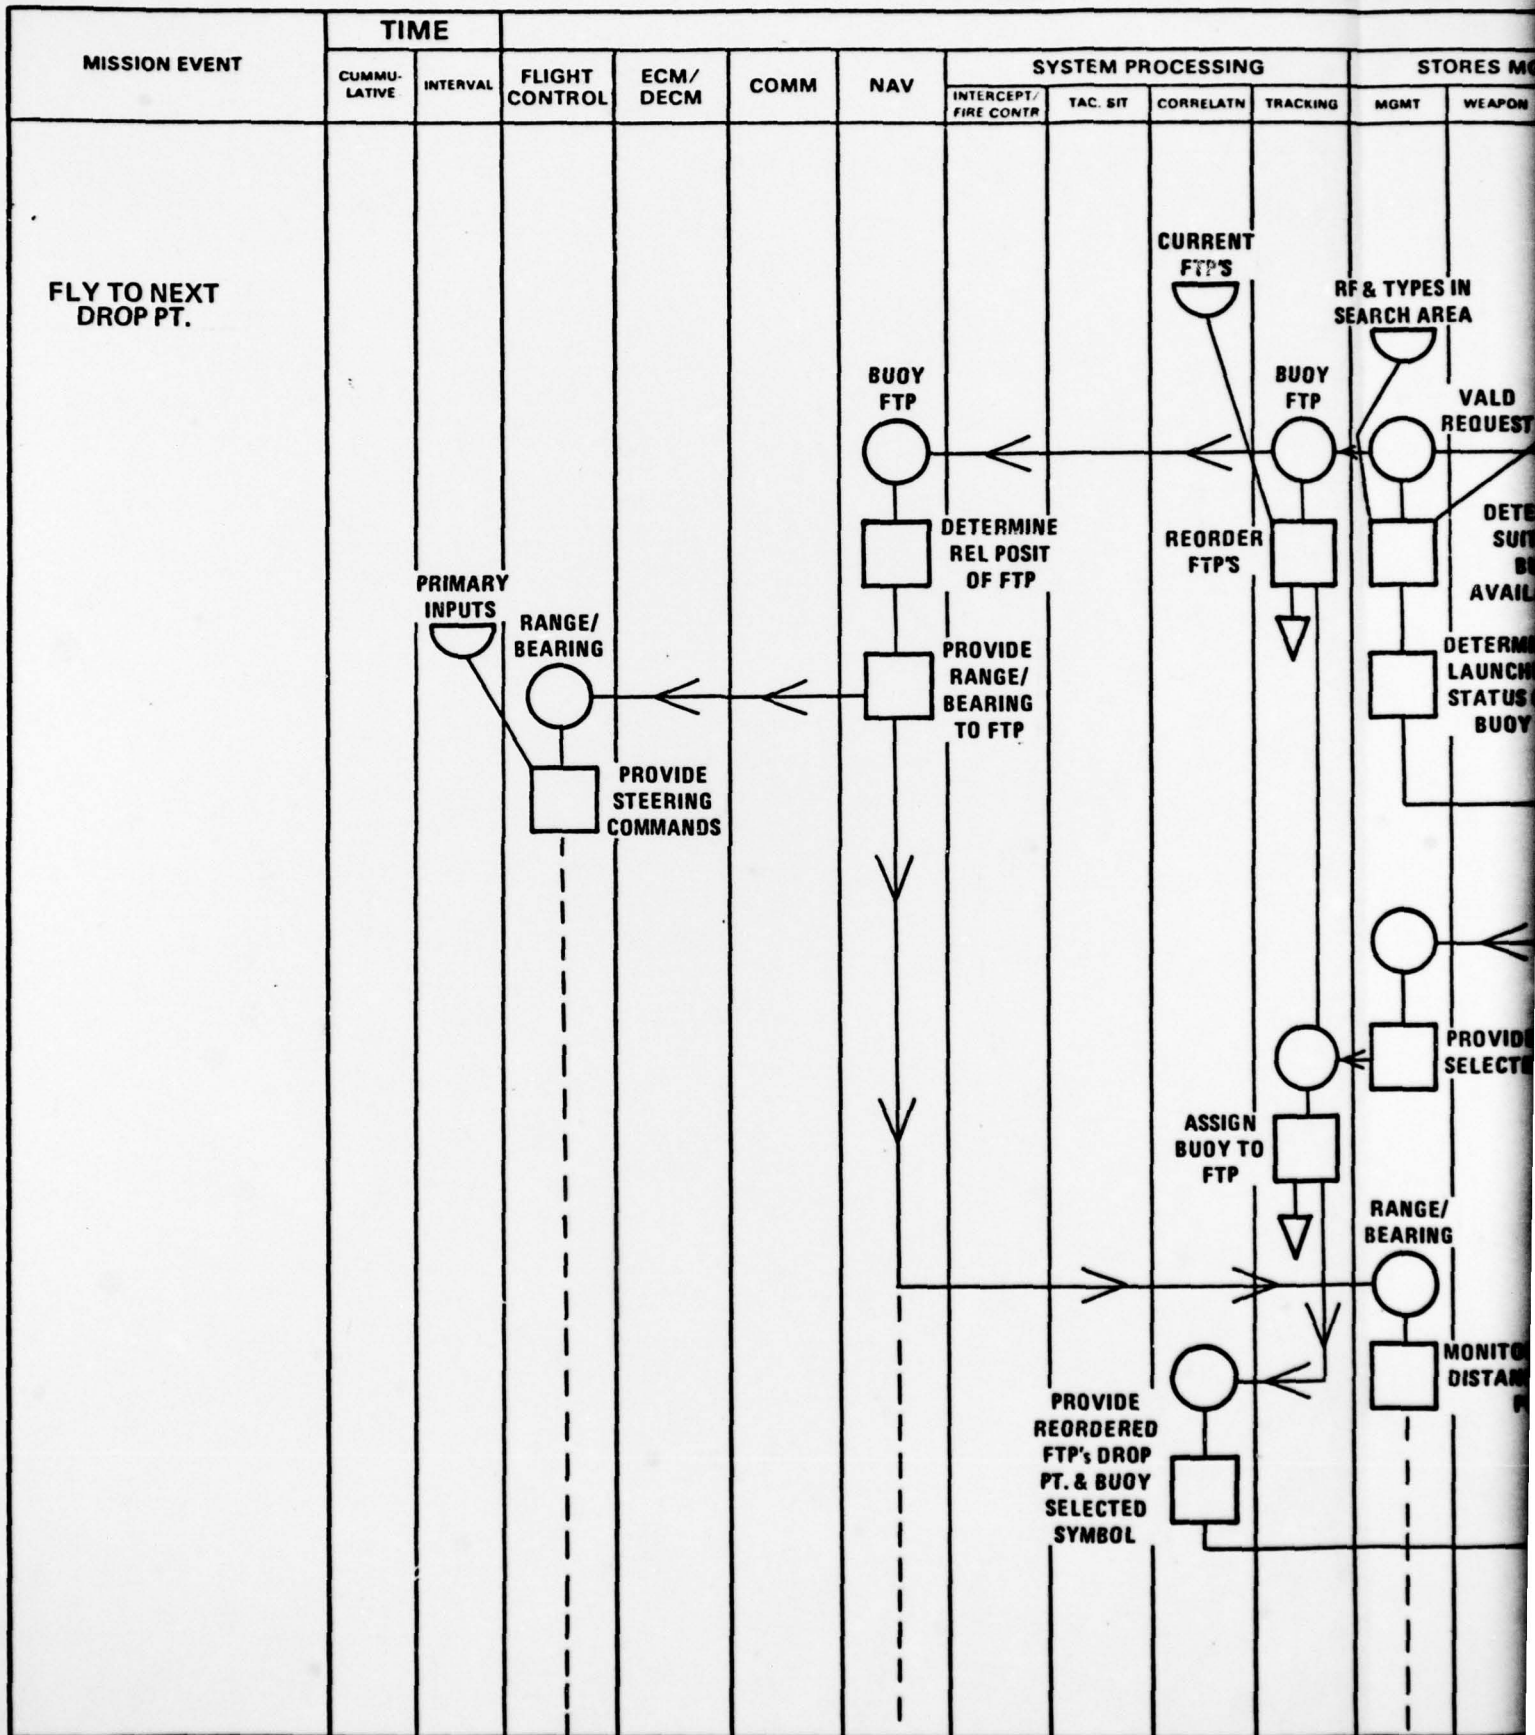 MISSION EVENT
TIME
CUMMU-
LATIVE
INTERVAL
FLIGHT
CONTROL
ECM/
DECM
COMM
NAV
SYSTEM PROCESSING
INTERCEPT/
FIRE CONTR
TAC. SIT
CORRELATN
TRACKING
STORES
MGMT
WEAPON
FLY TO NEXT
DROP PT.
CURRENT
FTP'S
RF & TYPES IN
SEARCH AREA
BUOY
FTP
BUOY
FTP
VALD
REQUEST
DETERMINE
REL POSIT
OF FTP
REORDER
FTP'S
PRIMARY
INPUTS
RANGE/
BEARING
PROVIDE
RANGE/
BEARING
TO FTP
STATUS
BUOY
PROVIDE
STEERING
COMMANDS
ASSIGN
BUOY TO
FTP
RANGE/
BEARING
PROVIDE
REORDERED
FTP's DROP
PT. & BUOY
SELECTED
SYMBOL